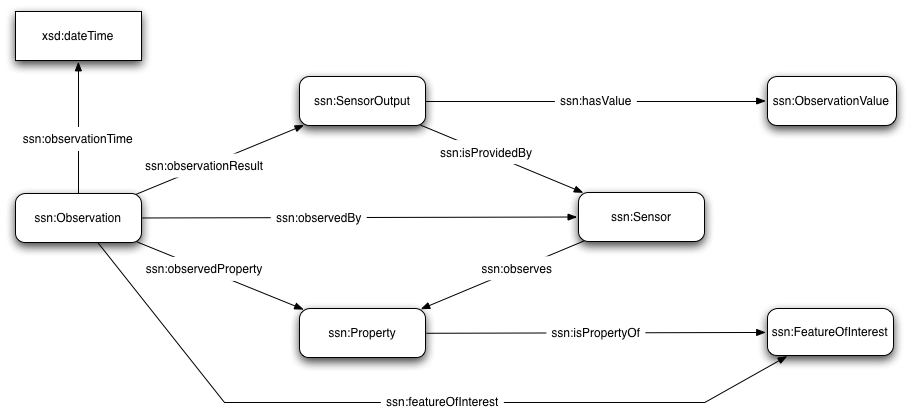 xsd:dateTime
ssn:SensorOutput
ssn:hasValue
ssn:ObservationValue
ssn:observationTime
ssn:observationResult
ssn:isProvidedBy
ssn:Observation
ssn:observedBy
ssn:Sensor
ssn:observedProperty
ssn:observes
ssn:Property
ssn:isPropertyOf
ssn:FeatureOfInterest
ssn:featureOfInterest